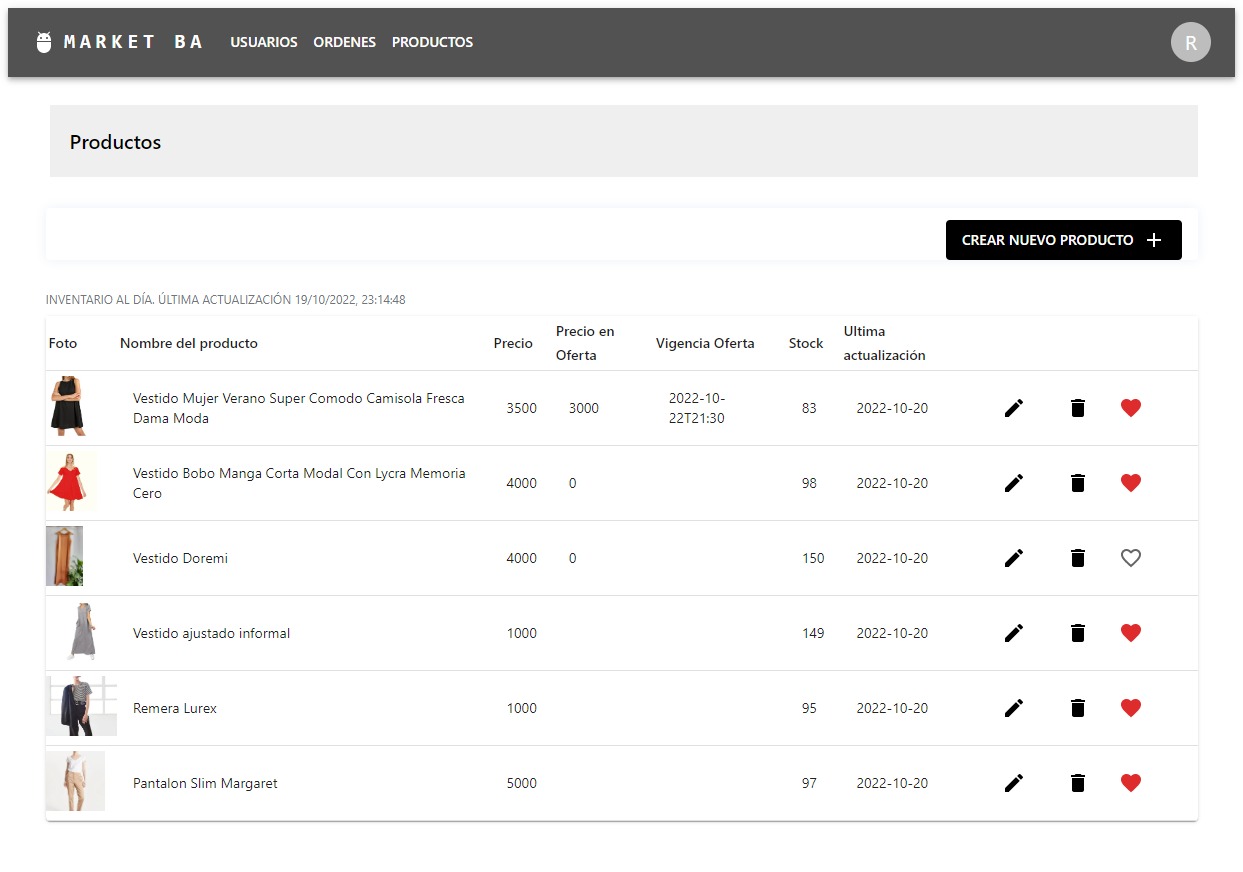 MARKET BA USUARIOS ORDENES PRODUCTOS R
Productos
CREAR NUEVO PRODUCTO
INVENTARIO AL DÍA. ÚLTIMA ACTUALIZACIÓN 19/10/2022, 23:14:48
Foto Nombre del producto Precio Precio en Oferta Vigencia Oferta Stock Ultima actualización
Vestido Mujer Verano Super Comodo Camisola Fresca
Dama Moda
3500 3000 2022-10-
22T21:30
83 2022-10-20
Vestido Bobo Manga Corta Modal Con Lycra Memoria
Cero
4000 0 98 2022-10-20
Vestido Doremi 4000 0 150 2022-10-20
Vestido ajustado informal 1000 149 2022-10-20
Remera Lurex 1000 95 2022-10-20
Pantalon Slim Margaret 5000 97 2022-10-20